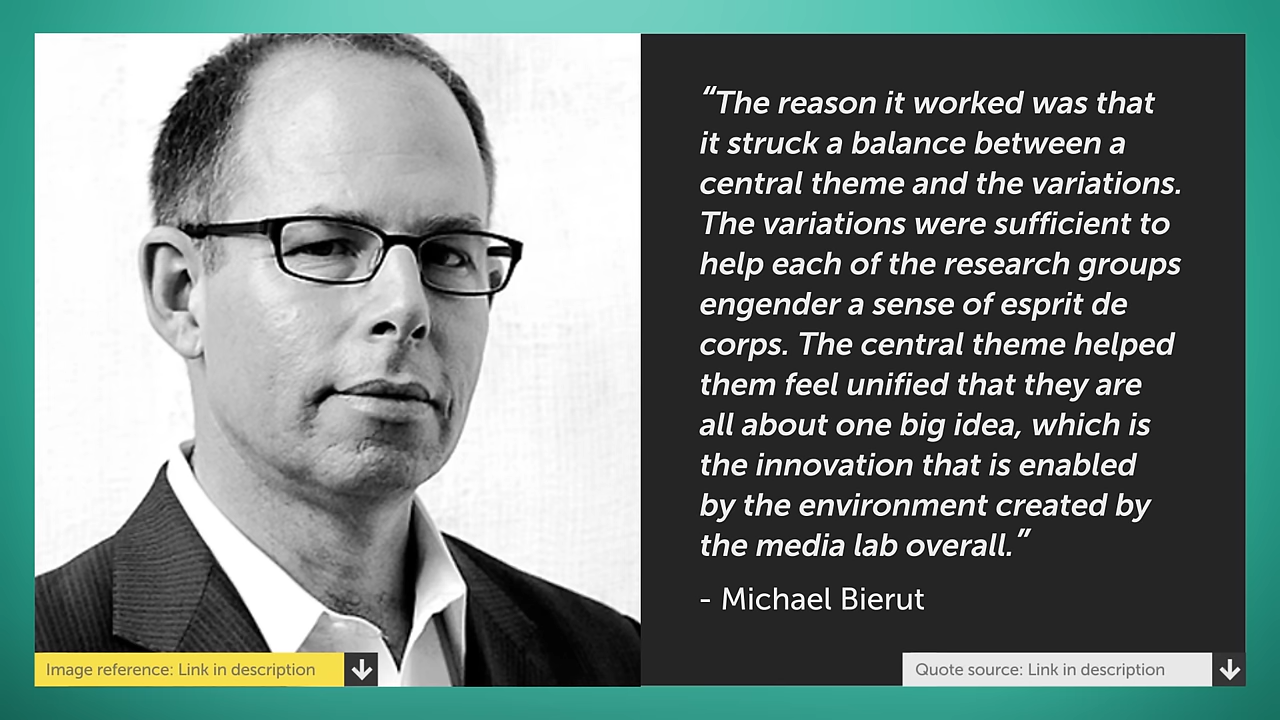 “The reason it worked was that
it struck a balance between a
central theme and the variations.
The variations were sufficient to
help each of the research groups
engender a sense of esprit de
corps. The central theme helped
them feel unified that they are
all about one big idea, which is
the innovation that is enabled
by the environment created by
the media lab overall.”
- Michael Bierut
Image reference: Link in description
Quote source: Link in description